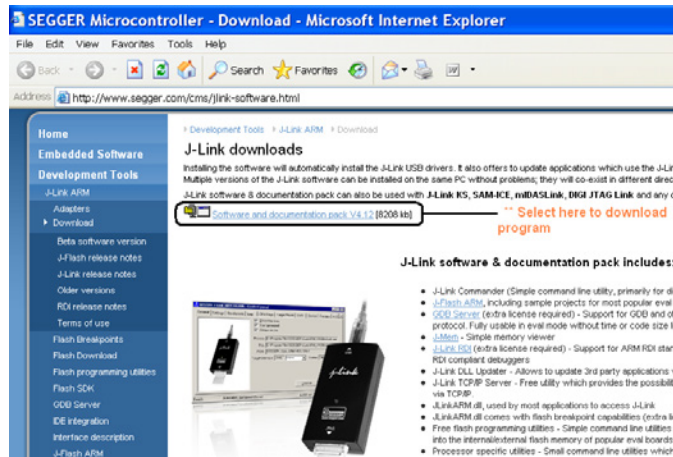 SEGGER Microcontroller - Download - Microsoft Internet Explorer
File Edit View Favorites Tools Help
Back Search Favorites
Address http://www.segger.com/cms/jlink-software.html
Home
Embedded Software
Development Tools
J-Link ARM
Adapters
Download
Beta software version
J-Flash release notes
J-Link release notes
Older versions
RDI release notes
Terms of use
Flash Breakpoints
Flash Download
Flash programming utilities
Flash SDK
GDB Server
IDE integration
Interface description
J-Flash ARM
Development Tools J-Link ARM Download
J-Link downloads
Installing the software will automatically install the J-Link USB drivers. It also offers to update applications which use the J-Lin
Multiple versions of the J-Link software can be installed on the same PC without problems; they will co-exist in different direc
J-Link software & documentation pack can also be used with J-Link KS, SAM-ICE, mIDASLink, DIGI JTAG Link and any o
Software and documentation pack V4.12 [8208 kb]
** Select here to download
program
J-Link software & documentation pack includes:
J-Link Commander (Simple command line utility, primarily for di
J-Flash ARM, including sample projects for most popular eval
GDB Server (extra license required) - Support for GDB and ot
protocol. Fully usable in eval mode without time or code size l
J-Mem - Simple memory viewer
J-Link RDI (extra license required) - Support for ARM RDI stan
RDI compliant debuggers
J-Link DLL Updater - Allows to update 3rd party applications
J-Link TCP/IP Server - Free utility which provides the possibilit
via TCP/IP.
JLinkARM.dll, used by most applications to access J-Link
JLinkARM.dll comes with flash breakpoint capabilities (extra li
Free flash programming utilities - Simple command line utilities
into the internal/external flash memory of popular eval boards
Processor specific utilities - Small command line utilities which
J-Link